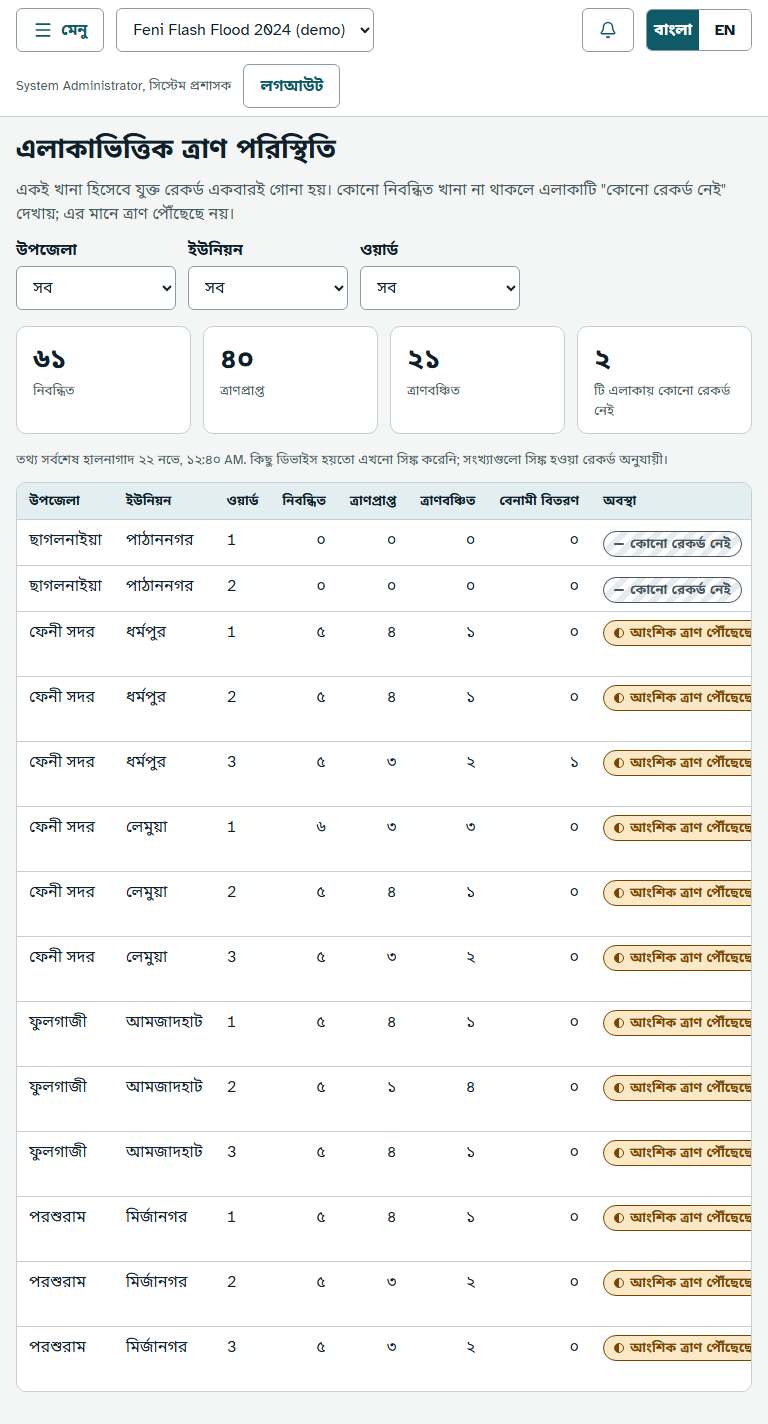 ☰ মেনু Feni Flash Flood 2024 (demo) বাংলা EN
System Administrator, সিস্টেম প্রশাসক লগআউট
এলাকাভিত্তিক ত্রাণ পরিস্থিতি
একই খানা হিসেবে যুক্ত রেকর্ড একবারই গোনা হয়। কোনো নিবন্ধিত খানা না থাকলে এলাকাটি "কোনো রেকর্ড নেই"
দেখায়; এর মানে ত্রাণ পৌঁছেছে নয়।
উপজেলা ইউনিয়ন ওয়ার্ড
সব সব সব
৬১ ৪০ ২১ ২
নিবন্ধিত ত্রাণপ্রাপ্ত ত্রাণবঞ্চিত টি এলাকায় কোনো রেকর্ড
নেই
তথ্য সর্বশেষ হালনাগাদ ২২ নভে, ১২:৪০ AM. কিছু ডিভাইস হয়তো এখনো সিঙ্ক করেনি; সংখ্যাগুলো সিঙ্ক হওয়া রেকর্ড অনুযায়ী।
উপজেলা ইউনিয়ন ওয়ার্ড নিবন্ধিত ত্রাণপ্রাপ্ত ত্রাণবঞ্চিত বেনামী বিতরণ অবস্থা
ছাগলনাইয়া পাঠাননগর 1 ০ ০ ০ ০ – কোনো রেকর্ড নেই
ছাগলনাইয়া পাঠাননগর 2 ০ ০ ০ ০ – কোনো রেকর্ড নেই
ফেনী সদর ধর্মপুর 1 ৫ ৪ ১ ০ ◐ আংশিক ত্রাণ পৌঁছেছে
ফেনী সদর ধর্মপুর 2 ৫ ৪ ১ ০ ◐ আংশিক ত্রাণ পৌঁছেছে
ফেনী সদর ধর্মপুর 3 ৫ ৩ ২ ১ ◐ আংশিক ত্রাণ পৌঁছেছে
ফেনী সদর লেমুয়া 1 ৬ ৩ ৩ ০ ◐ আংশিক ত্রাণ পৌঁছেছে
ফেনী সদর লেমুয়া 2 ৫ ৪ ১ ০ ◐ আংশিক ত্রাণ পৌঁছেছে
ফেনী সদর লেমুয়া 3 ৫ ৩ ২ ০ ◐ আংশিক ত্রাণ পৌঁছেছে
ফুলগাজী আমজাদহাট 1 ৫ ৪ ১ ০ ◐ আংশিক ত্রাণ পৌঁছেছে
ফুলগাজী আমজাদহাট 2 ৫ ১ ৪ ০ ◐ আংশিক ত্রাণ পৌঁছেছে
ফুলগাজী আমজাদহাট 3 ৫ ৪ ১ ০ ◐ আংশিক ত্রাণ পৌঁছেছে
পরশুরাম মির্জানগর 1 ৫ ৪ ১ ০ ◐ আংশিক ত্রাণ পৌঁছেছে
পরশুরাম মির্জানগর 2 ৫ ৩ ২ ০ ◐ আংশিক ত্রাণ পৌঁছেছে
পরশুরাম মির্জানগর 3 ৫ ৩ ২ ০ ◐ আংশিক ত্রাণ পৌঁছেছে